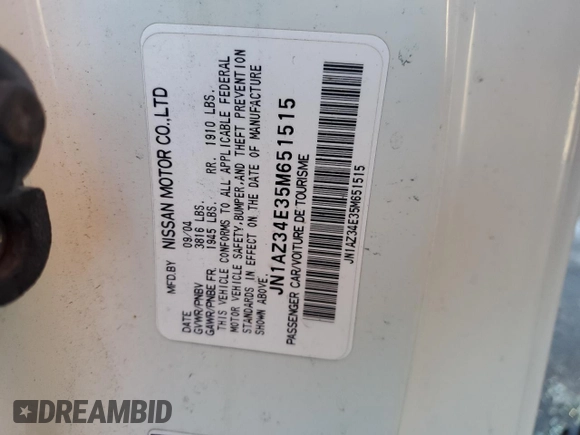 MFD.BY NISSAN MOTOR CO.,LTD
DATE 09/04
GVWR/PNBV 3816 LBS.
GAWR/PNBE FR. 1945 LBS. RR. 1910 LBS.
THIS VEHICLE CONFORMS TO ALL APPLICABLE FEDERAL
MOTOR VEHICLE SAFETY,BUMPER,AND THEFT PREVENTION
STANDARDS IN EFFECT ON THE DATE OF MANUFACTURE
SHOWN ABOVE.
JN1AZ34E35M651515
PASSENGER CAR/VOITURE DE TOURISME
JN1AZ34E35M651515
DREAMBID